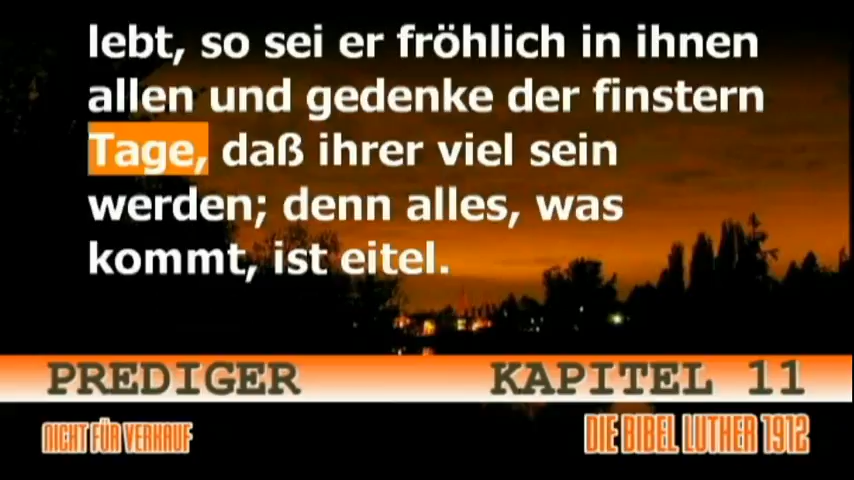 lebt, so sei er fröhlich in ihnen
allen und gedenke der finstern
Tage, daß ihrer viel sein
werden; denn alles, was
kommt, ist eitel.
PREDIGER KAPITEL 11
NICHT FÜR VERKAUF DIE BIBEL LUTHER 1912